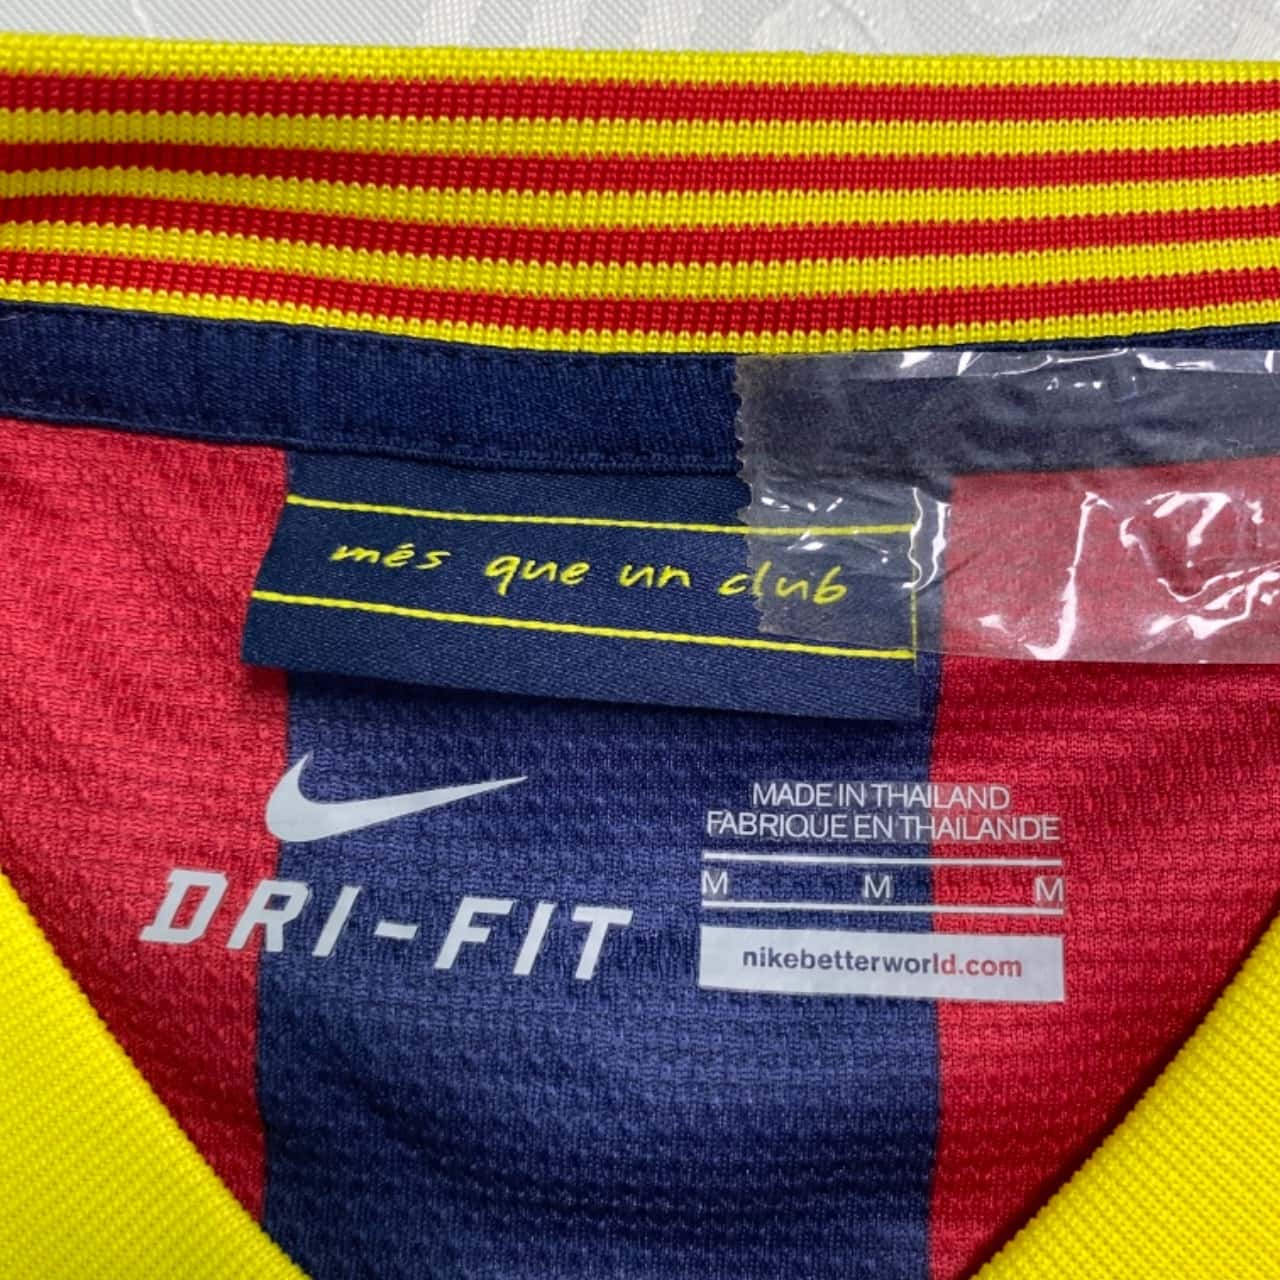 més que un club
DRI-FIT
MADE IN THAILAND
FABRIQUE EN THAILANDE
M M M
nikebetterworld.com